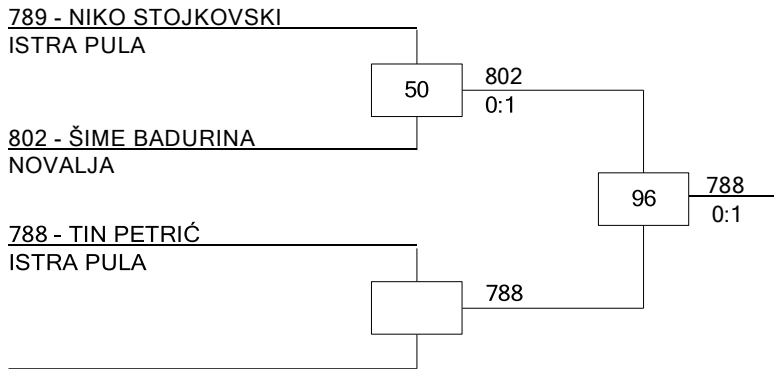 789 - NIKO STOJKOVSKI
ISTRA PULA
50
802
0:1
802 - ŠIME BADURINA
NOVALJA
96
788
0:1
788 - TIN PETRIĆ
ISTRA PULA
788